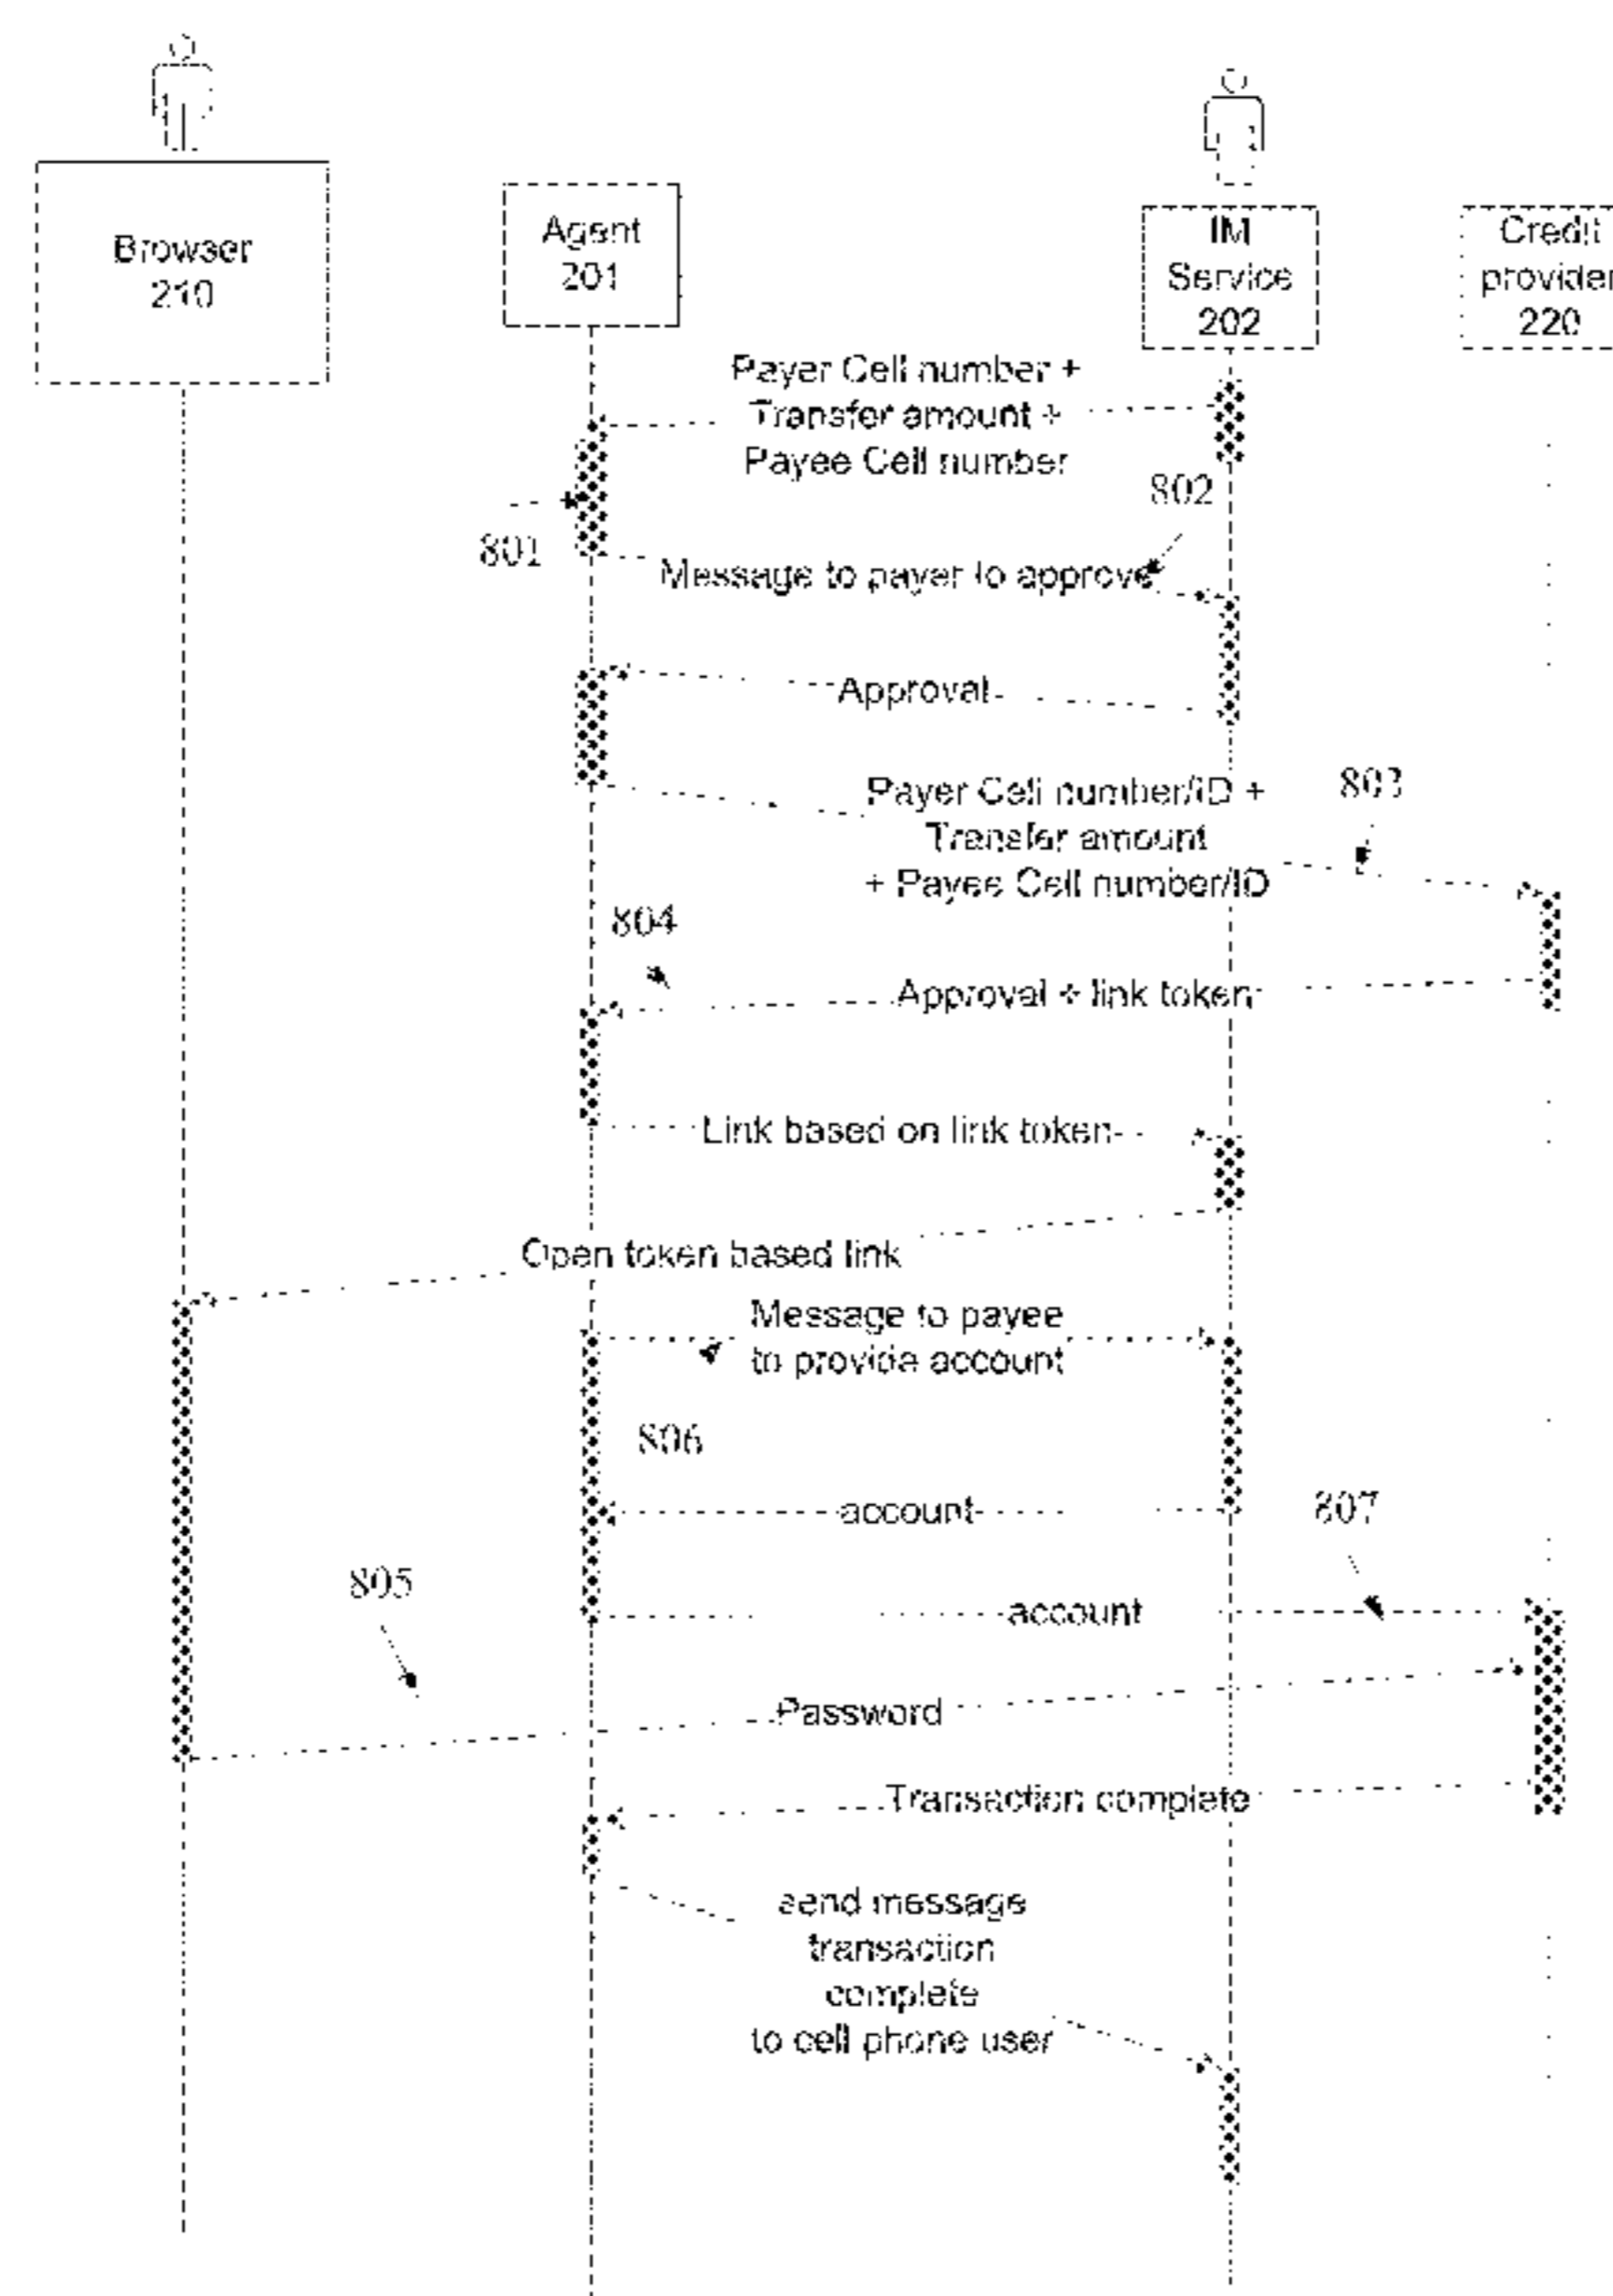 Browser
210
Agent
201
IM
Service
202
Credit
provider
220
Payer Cell number +
Transfer amount +
Payee Cell number
802
801
Message to payer to approve
Approval
Payer Cell number/ID +
Transfer amount
+ Payee Cell number/ID
803
804
Approval + link token
Link based on link token
Open token based link
Message to payee
to provide account
806
account
807
805
account
Password
Transaction complete
send message
transaction
complete
to cell phone user